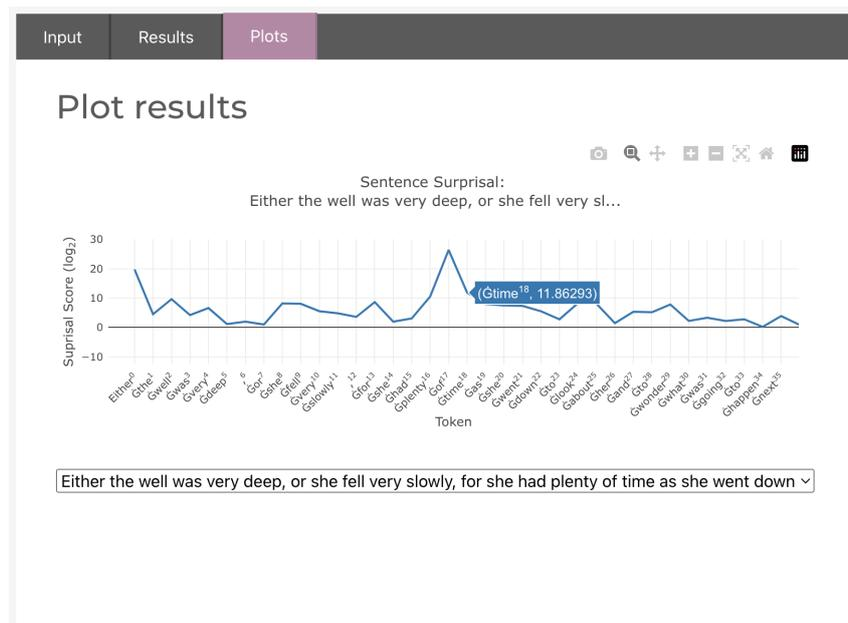 Input Results Plots
Plot results
Sentence Surprisal:
Either the well was very deep, or she fell very sl...
Suprisal Score (log₂)
30
20
10
0
−10
(Ġtime¹⁸, 11.86293)
Either⁰ Ġthe¹ Ġwell² Ġwas³ Ġvery⁴ Ġdeep⁵ ,⁶ Ġor⁷ Ġshe⁸ Ġfell⁹ Ġvery¹⁰ Ġslowly¹¹ ,¹² Ġfor¹³ Ġshe¹⁴ Ġhad¹⁵ Ġplenty¹⁶ Ġof¹⁷ Ġtime¹⁸ Ġas¹⁹ Ġshe²⁰ Ġwent²¹ Ġdown²² Ġto²³ Ġlook²⁴ Ġabout²⁵ Ġher²⁶ Ġand²⁷ Ġto²⁸ Ġwonder²⁹ Ġwhat³⁰ Ġwas³¹ Ġgoing³² Ġto³³ Ġhappen³⁴ Ġnext³⁵
Token
Either the well was very deep, or she fell very slowly, for she had plenty of time as she went down